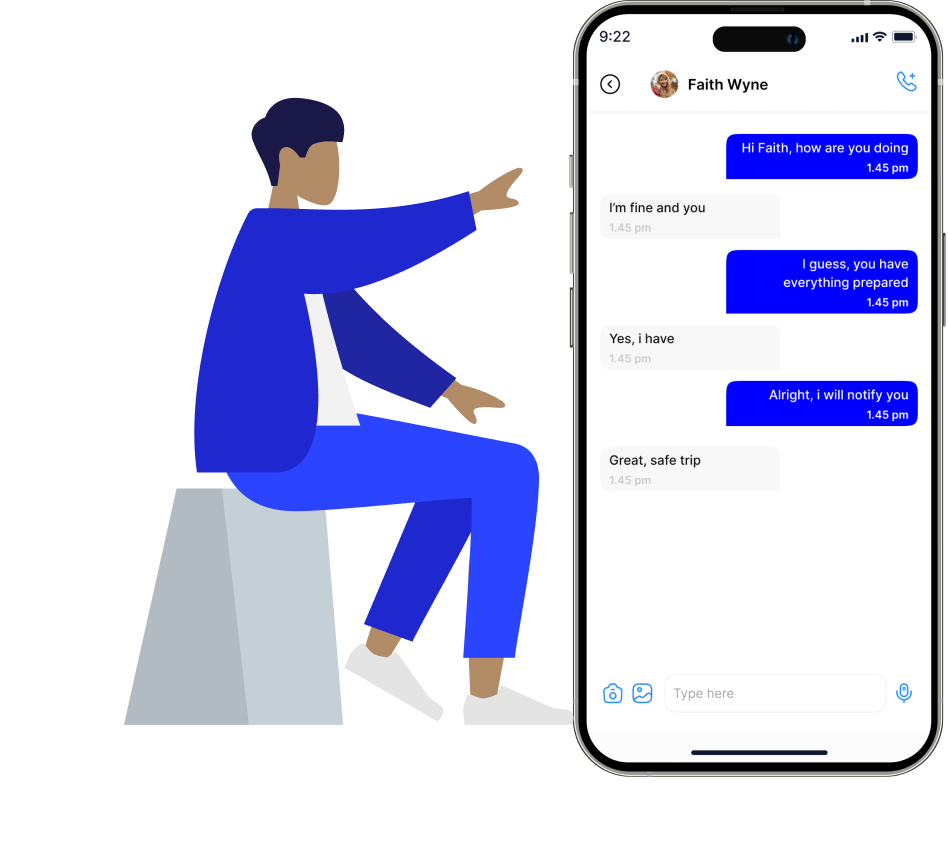 9:22
Faith Wyne
Hi Faith, how are you doing
1.45 pm
I'm fine and you
1.45 pm
I guess, you have
everything prepared
1.45 pm
Yes, i have
1.45 pm
Alright, i will notify you
1.45 pm
Great, safe trip
1.45 pm
Type here